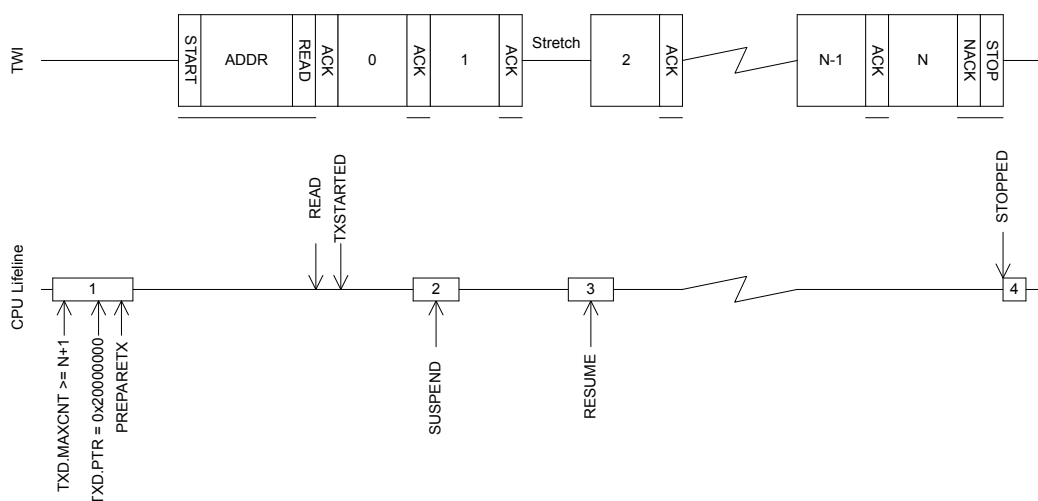 TWI
START
ADDR
READ
ACK
0
ACK
1
ACK
Stretch
2
ACK
N-1
ACK
N
NACK
STOP
READ
TXSTARTED
STOPPED
CPU Lifeline
1
2
3
4
TXD.MAXCNT >= N+1
TXD.PTR = 0x20000000
PREPARETX
SUSPEND
RESUME